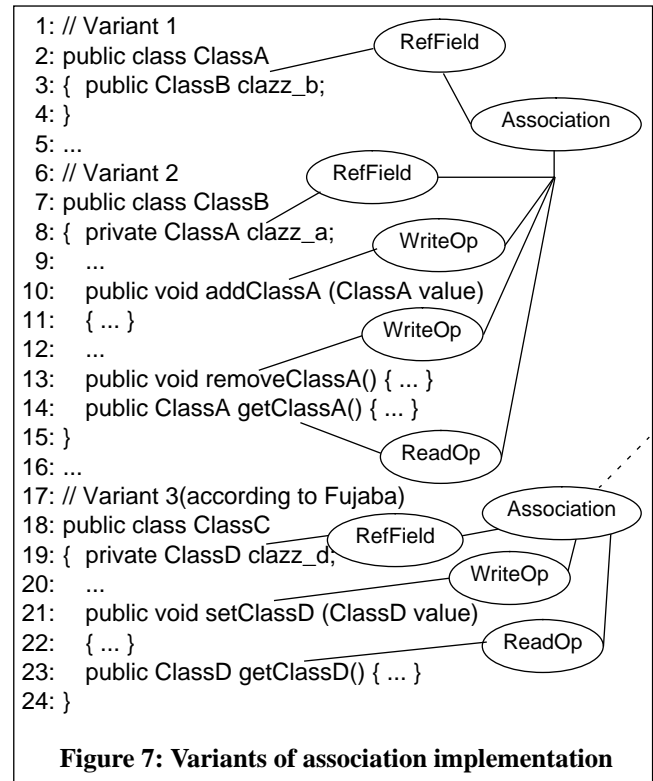 1: // Variant 1
2: public class ClassA
RefField
3: { public ClassB clazz_b;
4: }
Association
5: ...
6: // Variant 2
RefField
7: public class ClassB
8: { private ClassA clazz_a;
WriteOp
9: ...
10: public void addClassA (ClassA value)
11: { ... }
WriteOp
12: ...
13: public void removeClassA() { ... }
14: public ClassA getClassA() { ... }
15: }
ReadOp
16: ...
17: // Variant 3(according to Fujaba)
Association
18: public class ClassC
RefField
19: { private ClassD clazz_d;
WriteOp
20: ...
21: public void setClassD (ClassD value)
22: { ... }
ReadOp
23: public ClassD getClassD() { ... }
24: }
Figure 7: Variants of association implementation